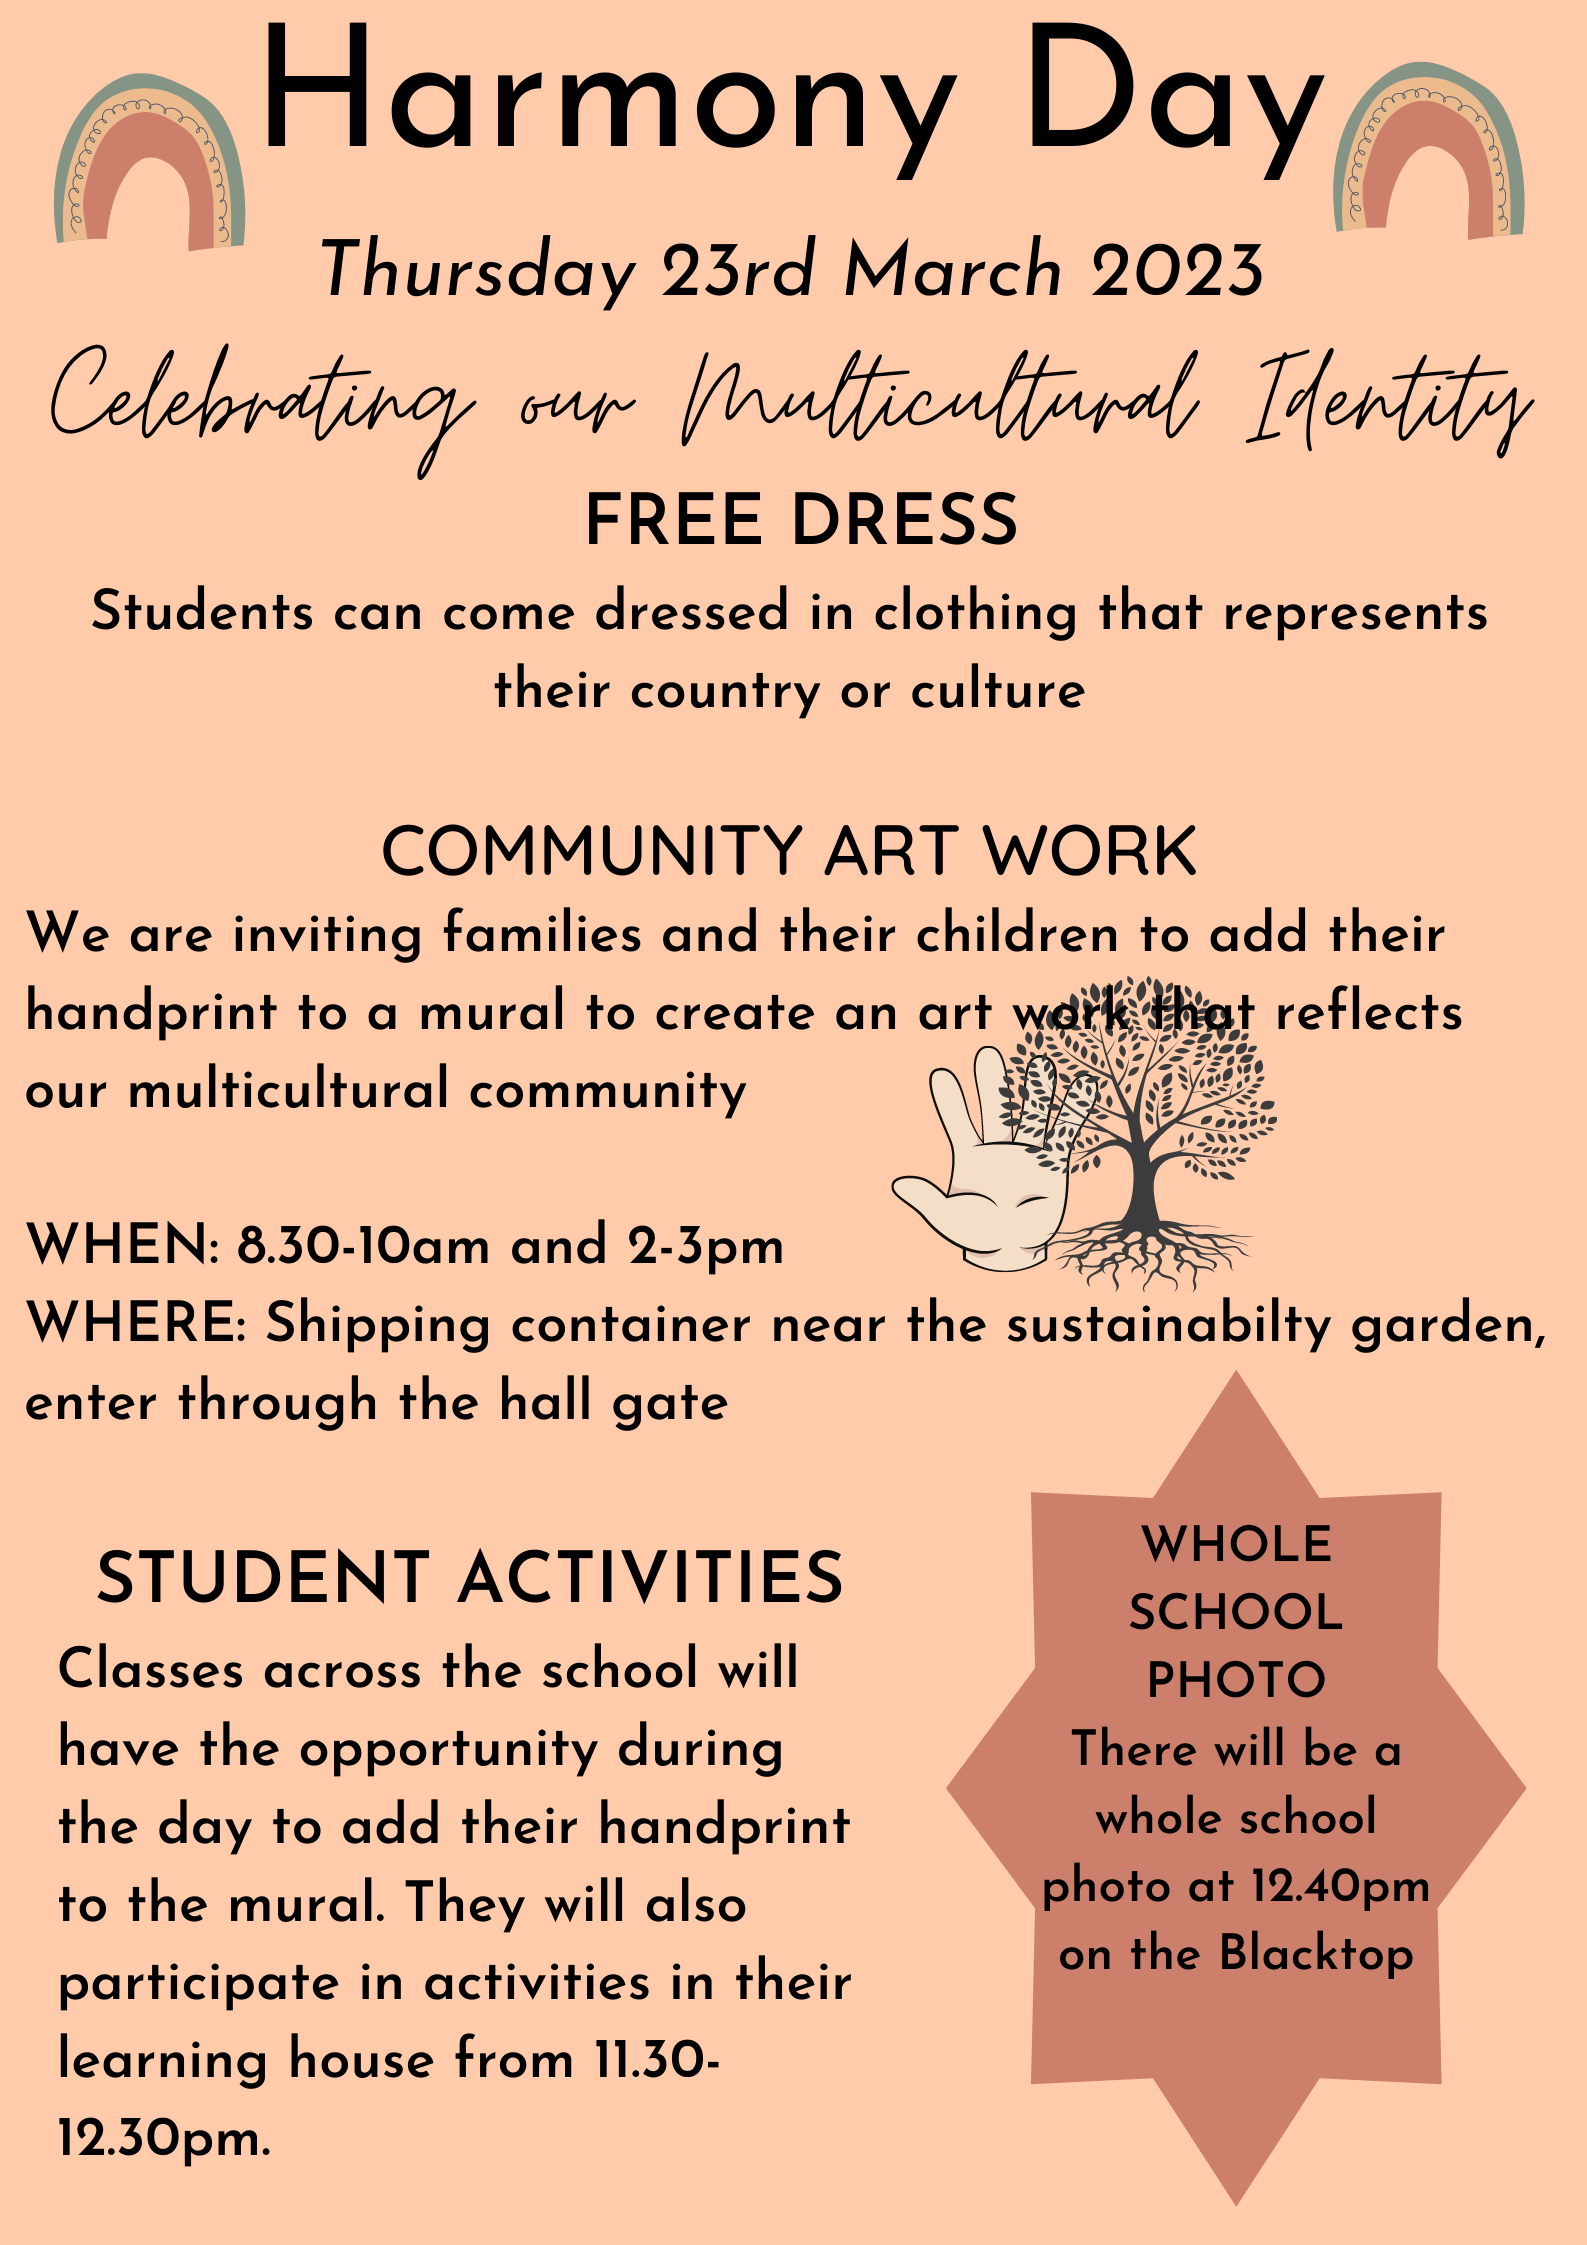 Harmony Day
Thursday 23rd March 2023
Celebrating our Multicultural Identity
FREE DRESS
Students can come dressed in clothing that represents
their country or culture
COMMUNITY ART WORK
We are inviting families and their children to add their
handprint to a mural to create an art work that reflects
our multicultural community
WHEN: 8.30-10am and 2-3pm
WHERE: Shipping container near the sustainabilty garden,
enter through the hall gate
STUDENT ACTIVITIES
Classes across the school will
have the opportunity during
the day to add their handprint
to the mural. They will also
participate in activities in their
learning house from 11.30-
12.30pm.
WHOLE
SCHOOL
PHOTO
There will be a
whole school
photo at 12.40pm
on the Blacktop